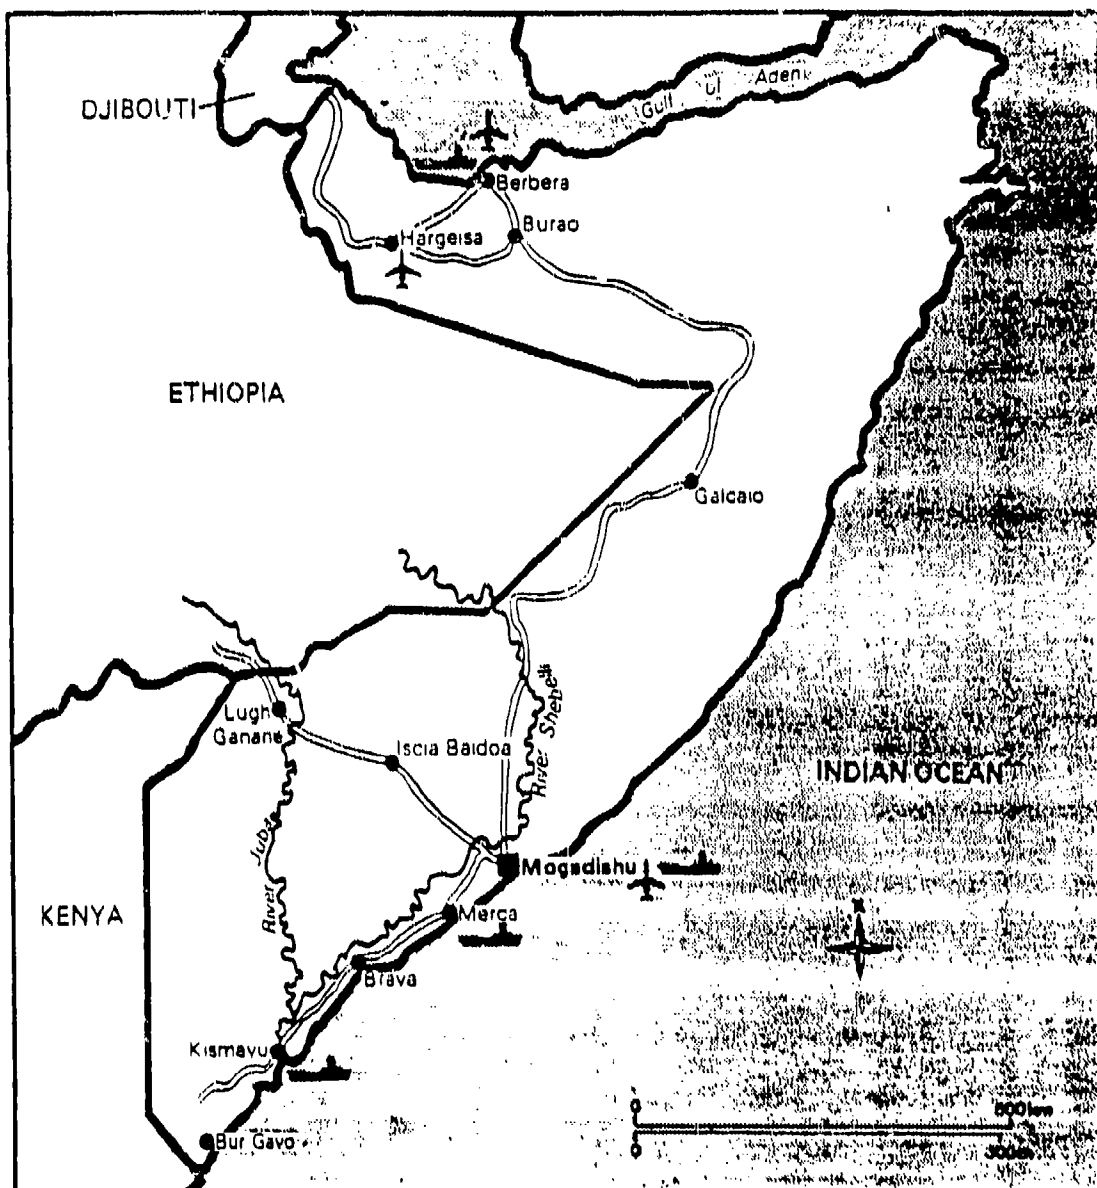 DJIBOUTI
Gulf of Aden
Berbera
Burao
Hargeisa
ETHIOPIA
Galcaio
Lugh
Ganane
Iscia Baidoa
River Shebelli
INDIAN OCEAN
River Juba
Mogadishu
KENYA
Merca
Brava
N
Kismayu
0
500km
0
Bur Gavo